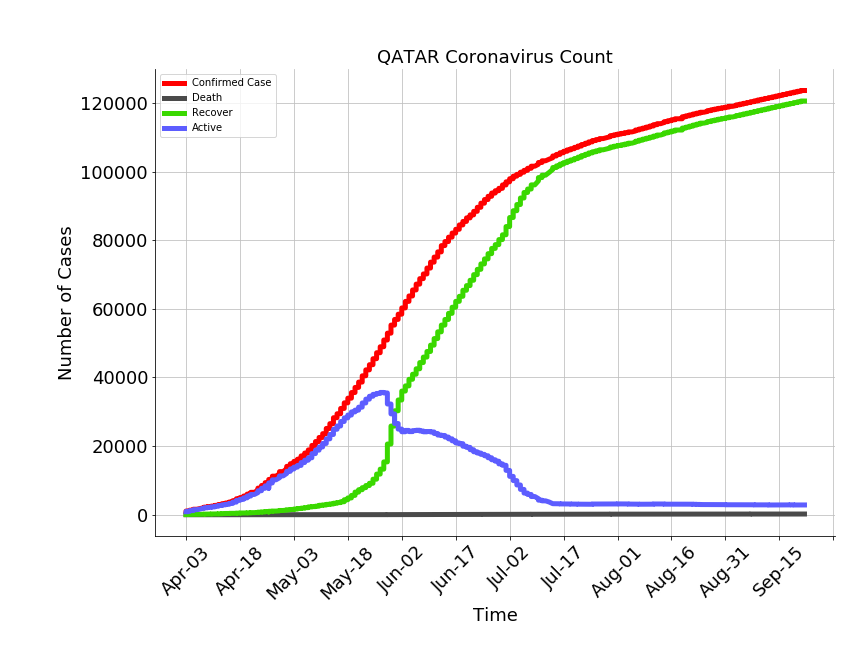 QATAR Coronavirus Count
Confirmed Case
Death
Recover
Active
120000
100000
80000
60000
40000
20000
0
Number of Cases
Apr-03
Apr-18
May-03
May-18
Jun-02
Jun-17
Jul-02
Jul-17
Aug-01
Aug-16
Aug-31
Sep-15
Time